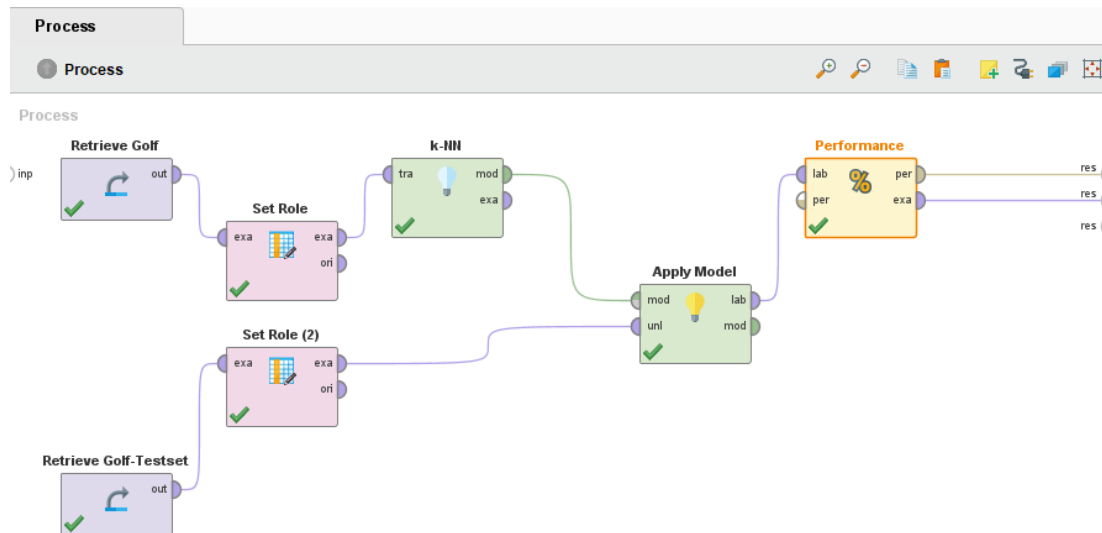 Process
Process
Process
inp
Retrieve Golf
out
Set Role
exa
exa
ori
k-NN
tra
mod
exa
Performance
lab
per
%
per
exa
res
res
res
Apply Model
mod
lab
unl
mod
Set Role (2)
exa
exa
ori
Retrieve Golf-Testset
out